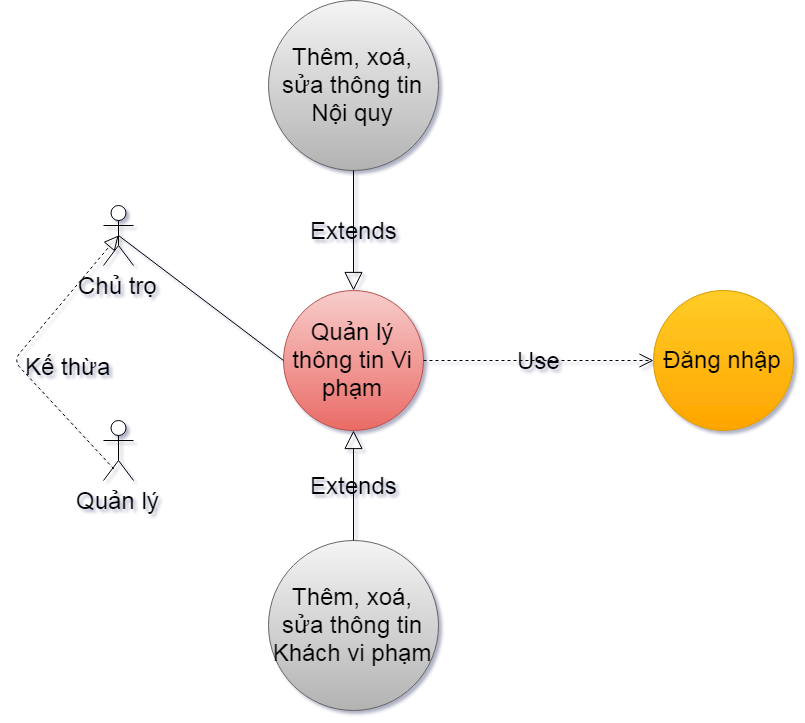 Thêm, xoá,
sửa thông tin
Nội quy
Extends
Chủ trọ
Kế thừa
Quản lý
Quản lý
thông tin Vi
phạm
Use
Đăng nhập
Extends
Thêm, xoá,
sửa thông tin
Khách vi phạm